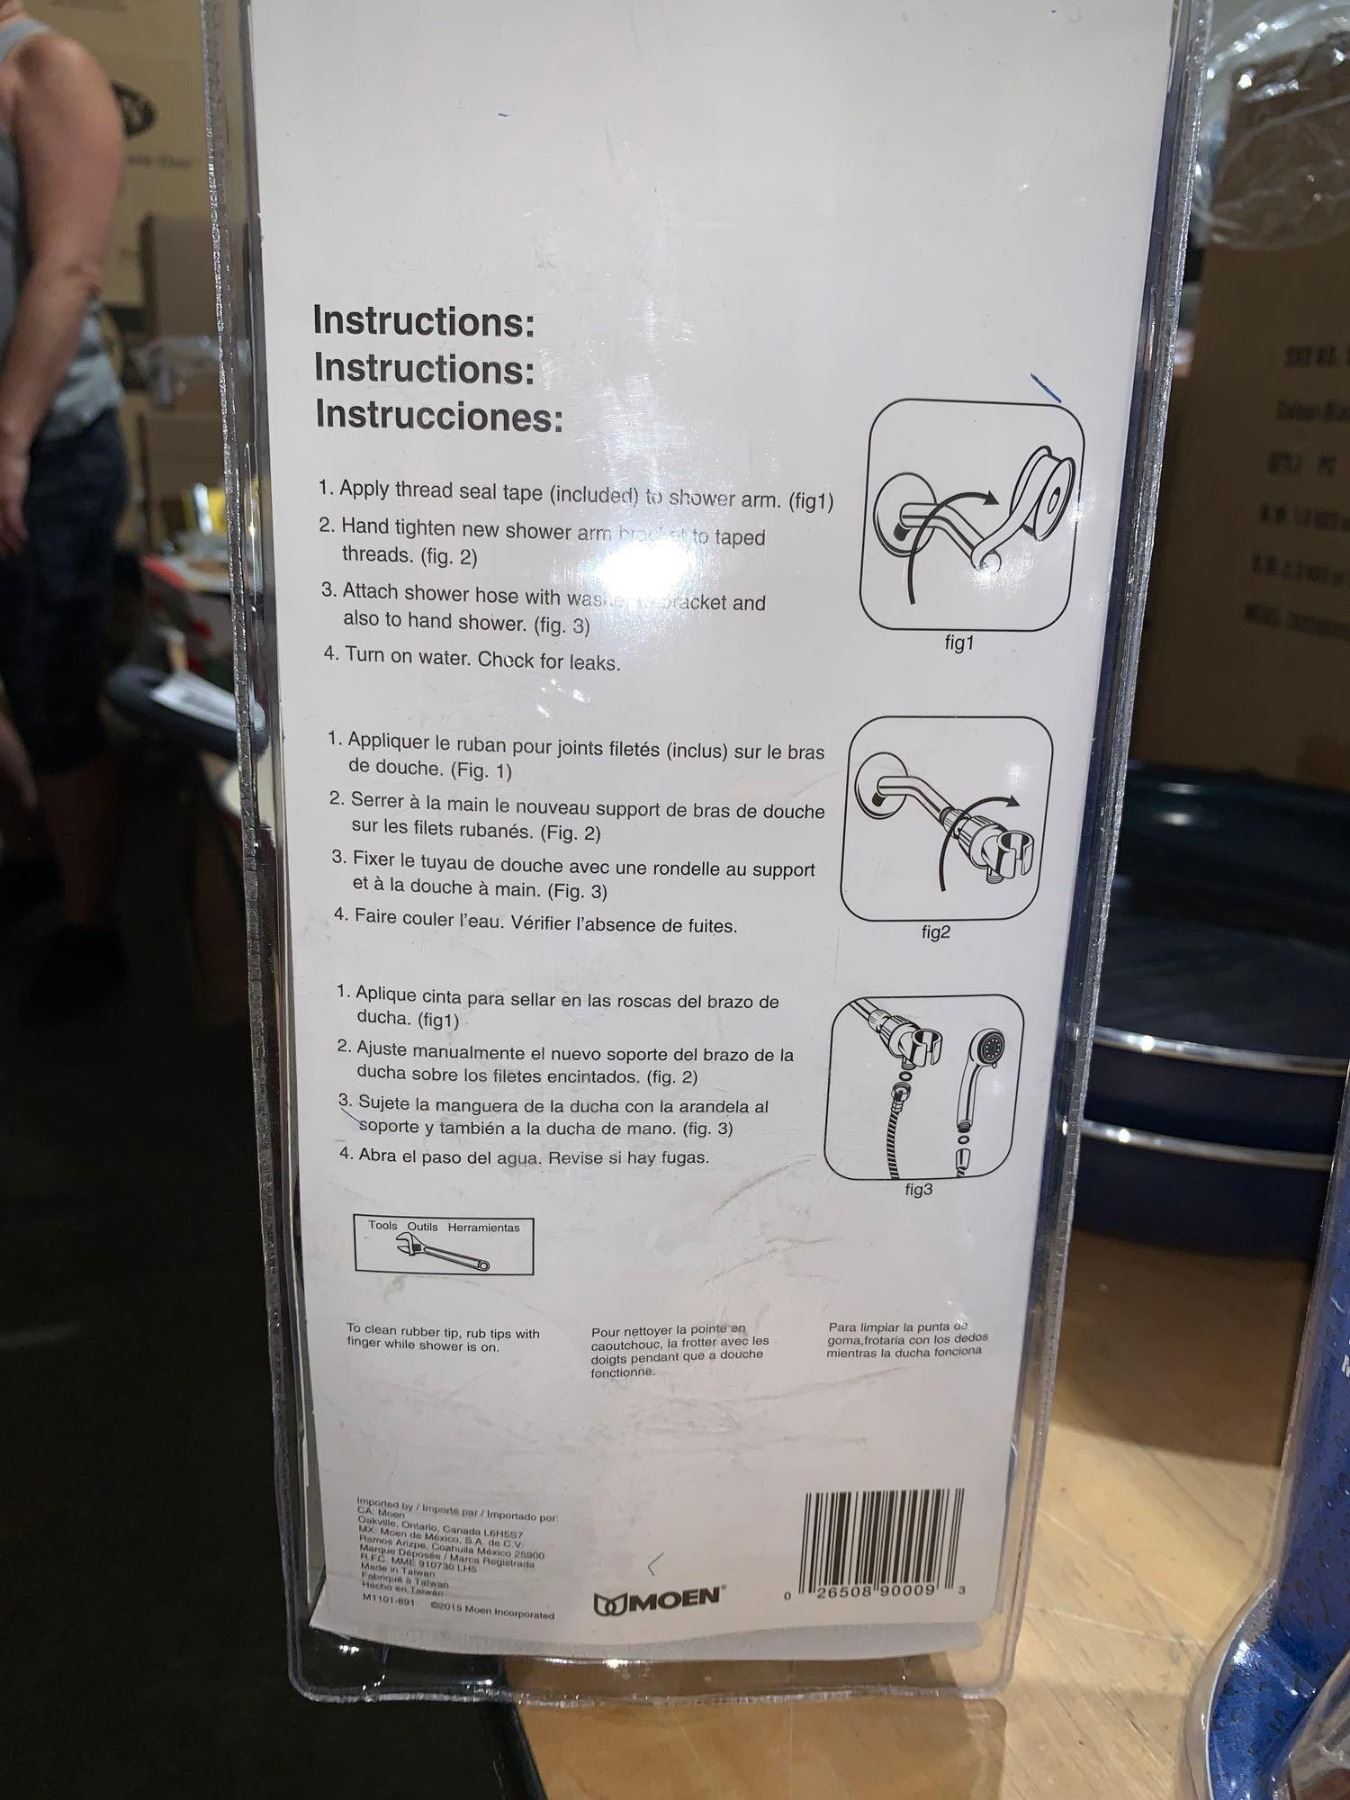 Instructions:
Instructions:
Instrucciones:
1. Apply thread seal tape (included) to shower arm. (fig1)
2. Hand tighten new shower arm bracket to taped
threads. (fig. 2)
3. Attach shower hose with washer to bracket and
also to hand shower. (fig. 3)
4. Turn on water. Check for leaks.
fig1
1. Appliquer le ruban pour joints filetés (inclus) sur le bras
de douche. (Fig. 1)
2. Serrer à la main le nouveau support de bras de douche
sur les filets rubanés. (Fig. 2)
3. Fixer le tuyau de douche avec une rondelle au support
et à la douche à main. (Fig. 3)
4. Faire couler l'eau. Vérifier l'absence de fuites.
fig2
1. Aplique cinta para sellar en las roscas del brazo de
ducha. (fig1)
2. Ajuste manualmente el nuevo soporte del brazo de la
ducha sobre los filetes encintados. (fig. 2)
3. Sujete la manguera de la ducha con la arandela al
soporte y también a la ducha de mano. (fig. 3)
4. Abra el paso del agua. Revise si hay fugas.
fig3
Tools Outils Herramientas
To clean rubber tip, rub tips with
finger while shower is on.
Pour nettoyer la pointe en
caoutchouc, la frotter avec les
doigts pendant que a douche
fonctionne.
Para limpiar la punta de
goma,frotaria con los dedos
mientras la ducha fonciona
Imported by / Importé par / Importado por:
CA: Moen
Oakville, Ontario, Canada L6H5S7
MX: Moen de México, S.A. de C.V.
Ramos Arizpe, Coahuila México 25900
Marque Déposée / Marca Registrada
R.F.C. MME 910730 LH5
Made in Taiwan
Fabriqué à Taïwan
Hecho en Taiwán
M1101-891 ©2015 Moen Incorporated
MOEN®
0 26508 90009 3